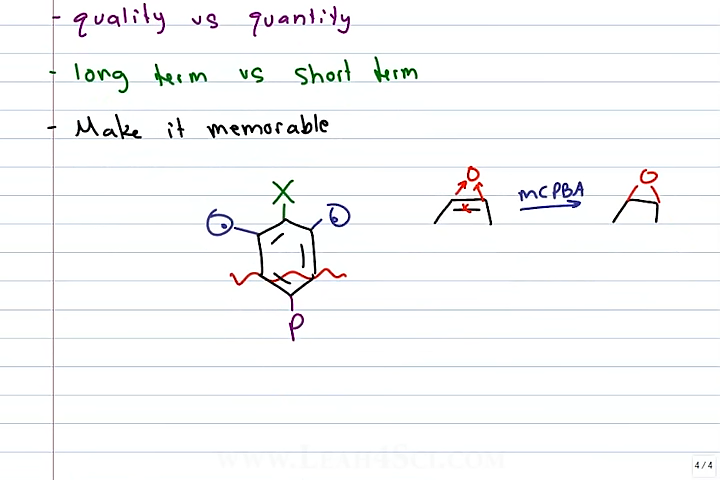 - quality vs quantity
- long term vs short term
- Make it memorable
X
O
O
MCPBA
P
4/4
www.Leah4Sci.com